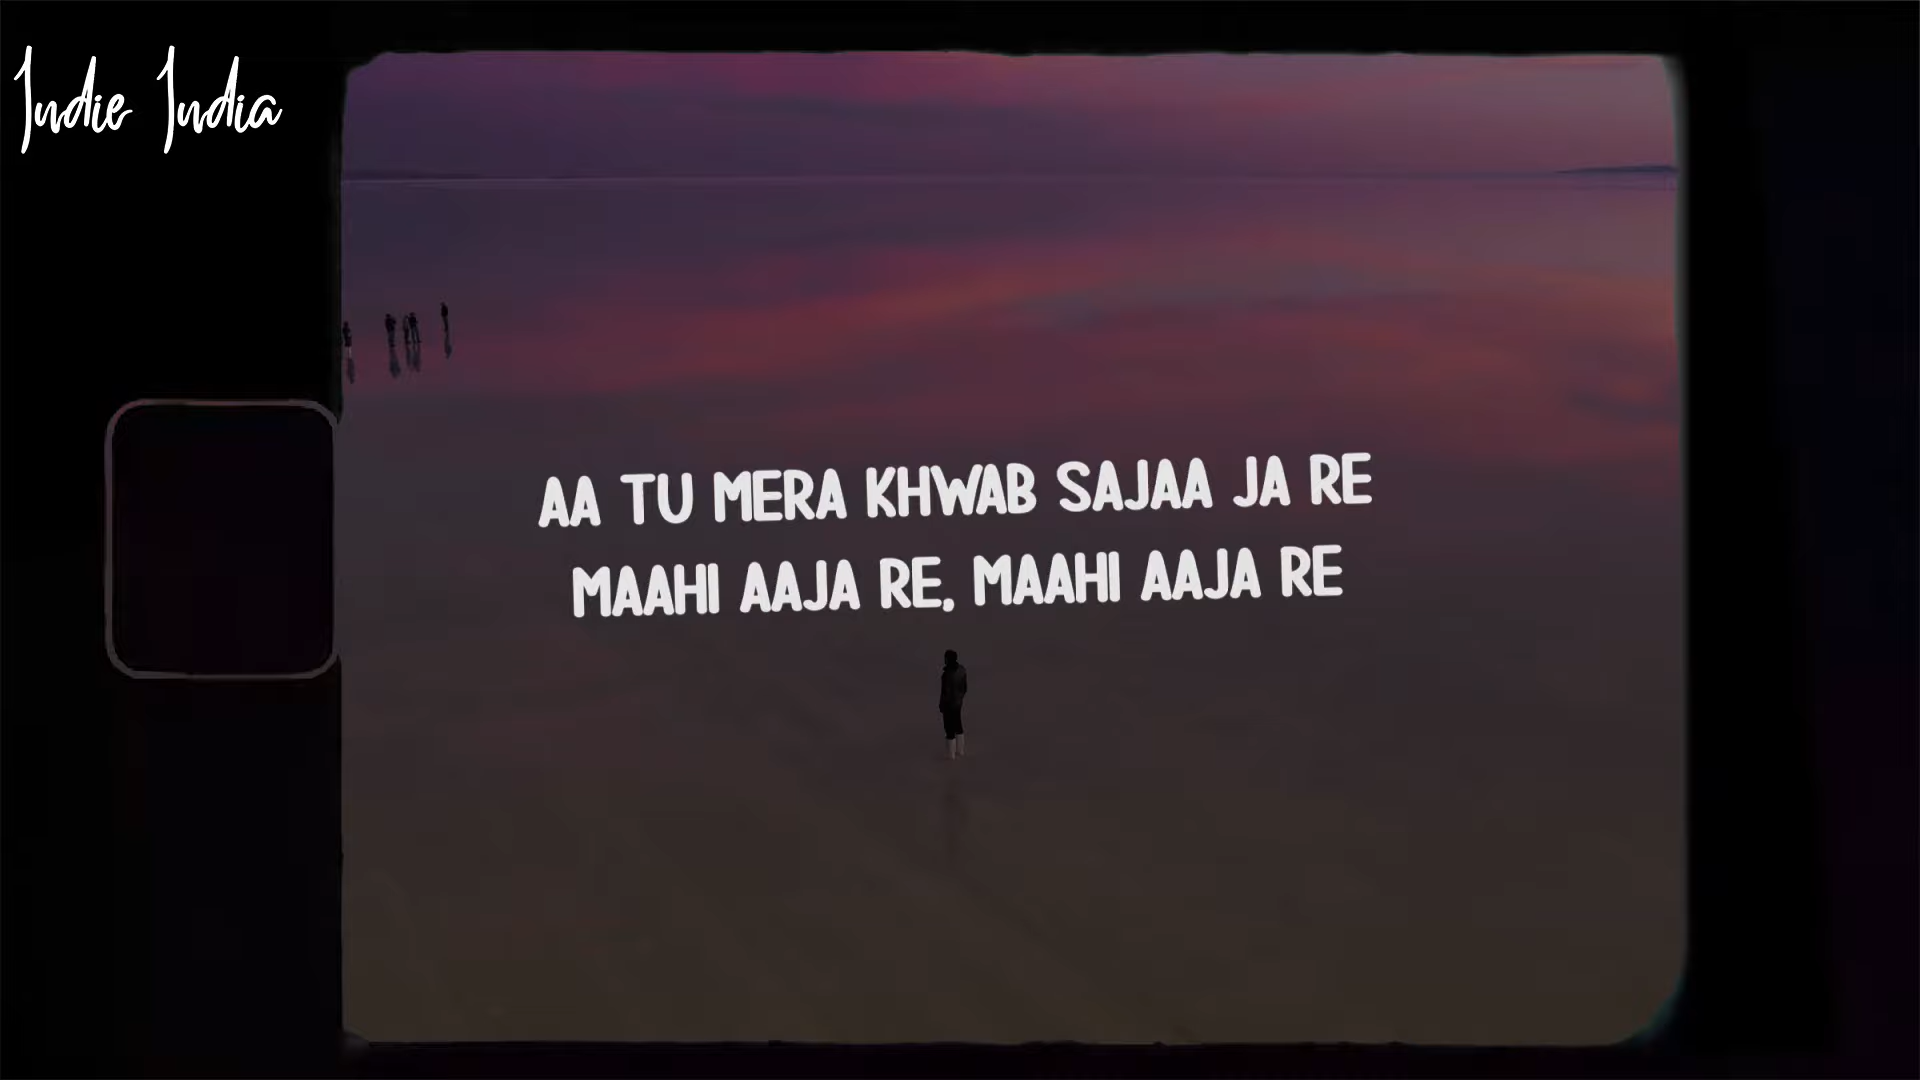 Indie India
AA TU MERA KHWAB SAJAA JA RE
MAAHI AAJA RE, MAAHI AAJA RE